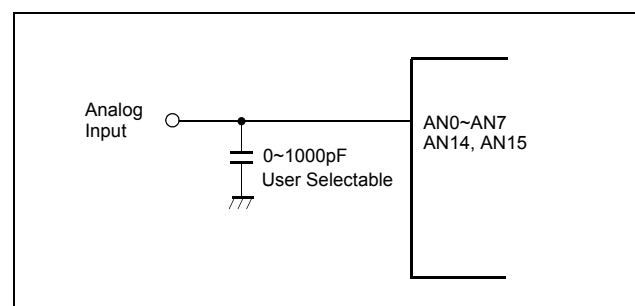 Analog
Input
AN0~AN7
AN14, AN15
0~1000pF
User Selectable